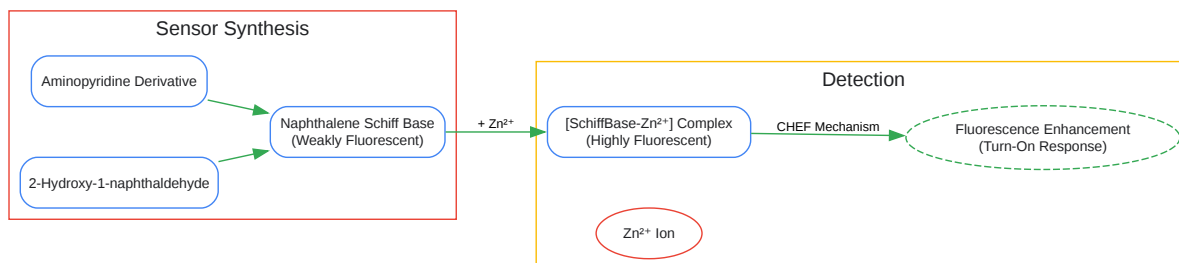 Sensor Synthesis
Aminopyridine Derivative
2-Hydroxy-1-naphthaldehyde
Naphthalene Schiff Base
(Weakly Fluorescent)
+ Zn²⁺
Detection
[SchiffBase-Zn²⁺] Complex
(Highly Fluorescent)
CHEF Mechanism
Fluorescence Enhancement
(Turn-On Response)
Zn²⁺ Ion